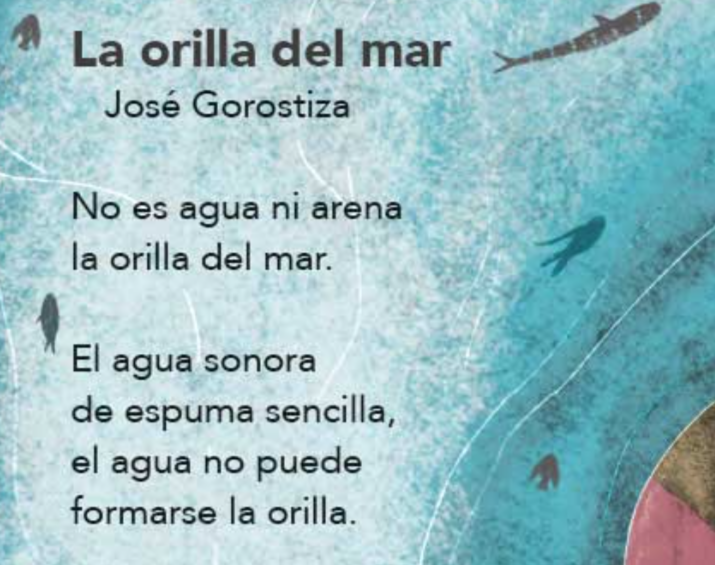 La orilla del mar
José Gorostiza
No es agua ni arena
la orilla del mar.
El agua sonora
de espuma sencilla,
el agua no puede
formarse la orilla.